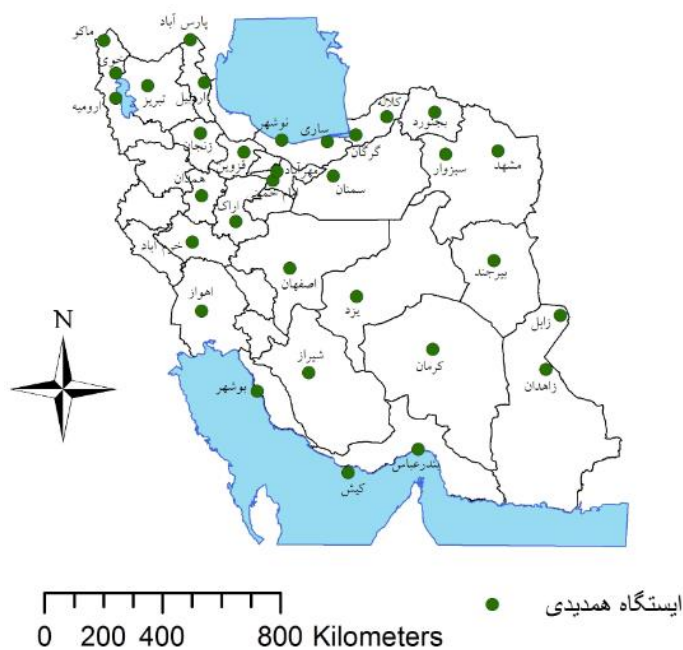 پارس آباد
ماکو
خوی
ارومیه
تبریز
اردبیل
کلاله
بجنورد
نوشهر
ساری
گرگان
زنجان
قزوین
مهرآباد
سمنان
سبزوار
مشهد
همدان
اراک
خرم آباد
اصفهان
بیرجند
اهواز
یزد
زابل
N
شیراز
کرمان
زاهدان
بوشهر
بندرعباس
کیش
ایستگاه همدیدی
0 200 400 800 Kilometers